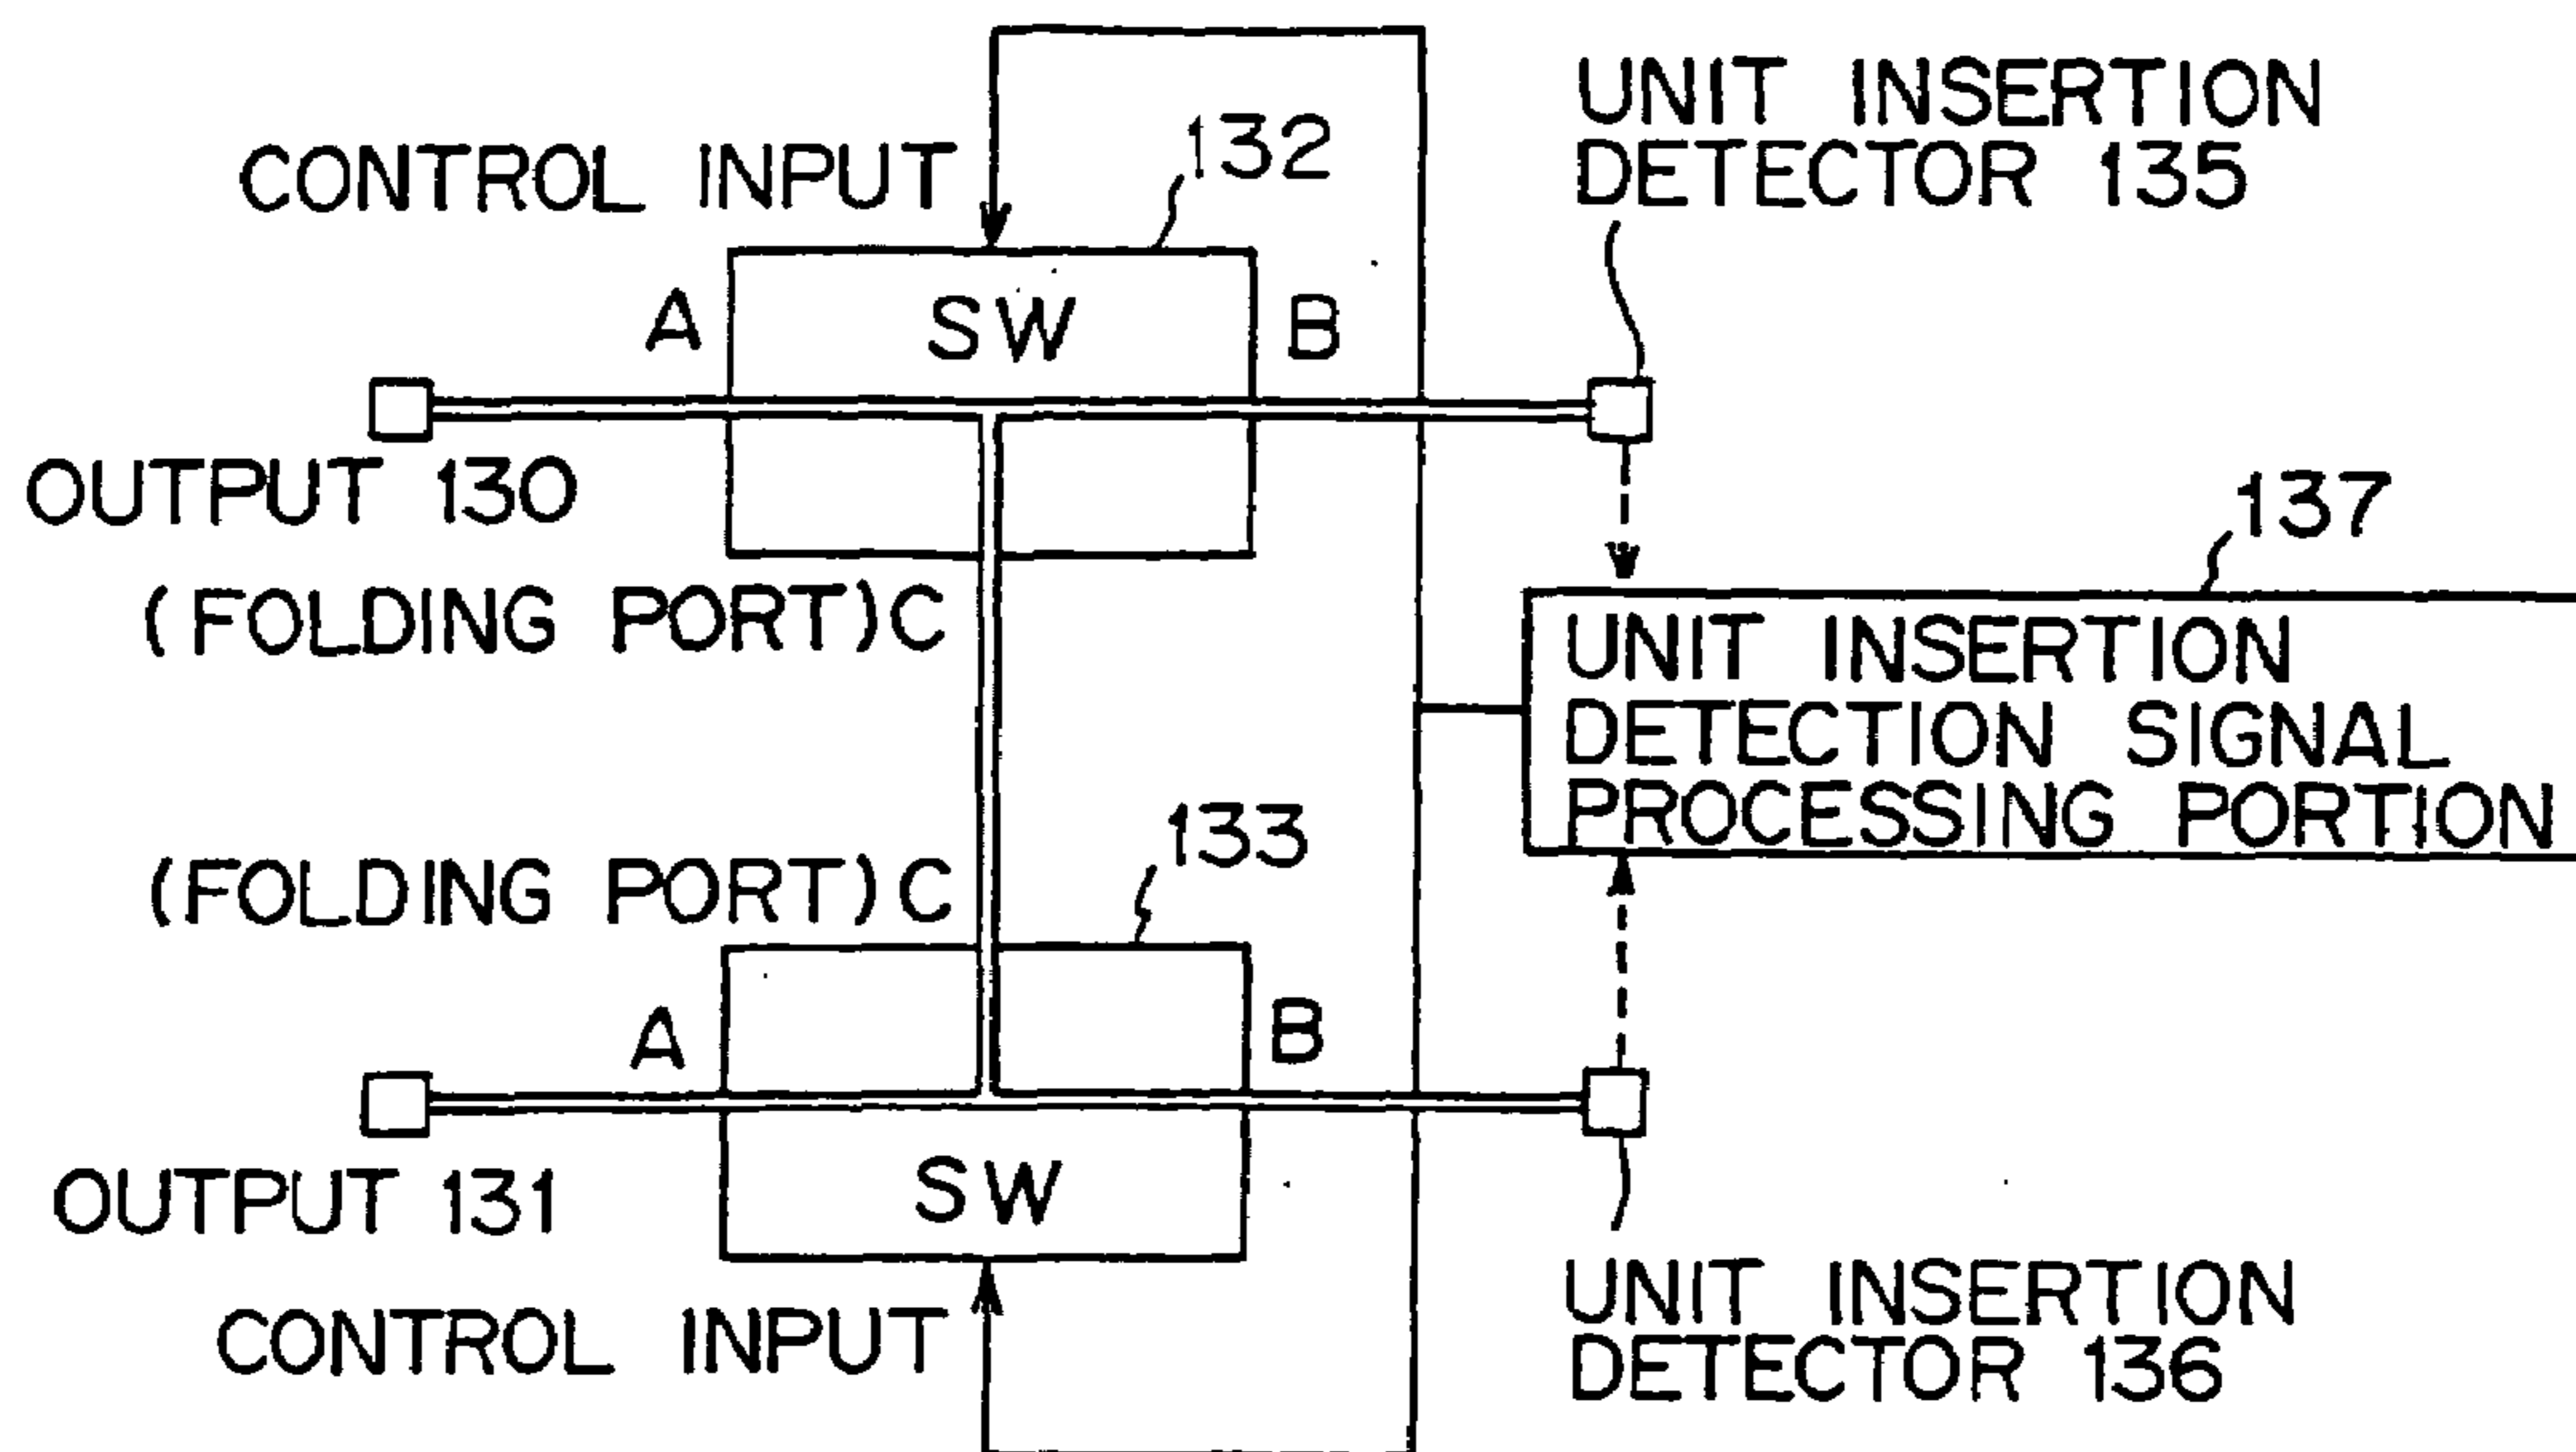 UNIT INSERTION
DETECTOR 135
132
CONTROL INPUT
A
SW
B
OUTPUT 130
137
(FOLDING PORT)C
UNIT INSERTION
DETECTION SIGNAL
PROCESSING PORTION
(FOLDING PORT)C
133
A
B
OUTPUT 131
SW
CONTROL INPUT
UNIT INSERTION
DETECTOR 136